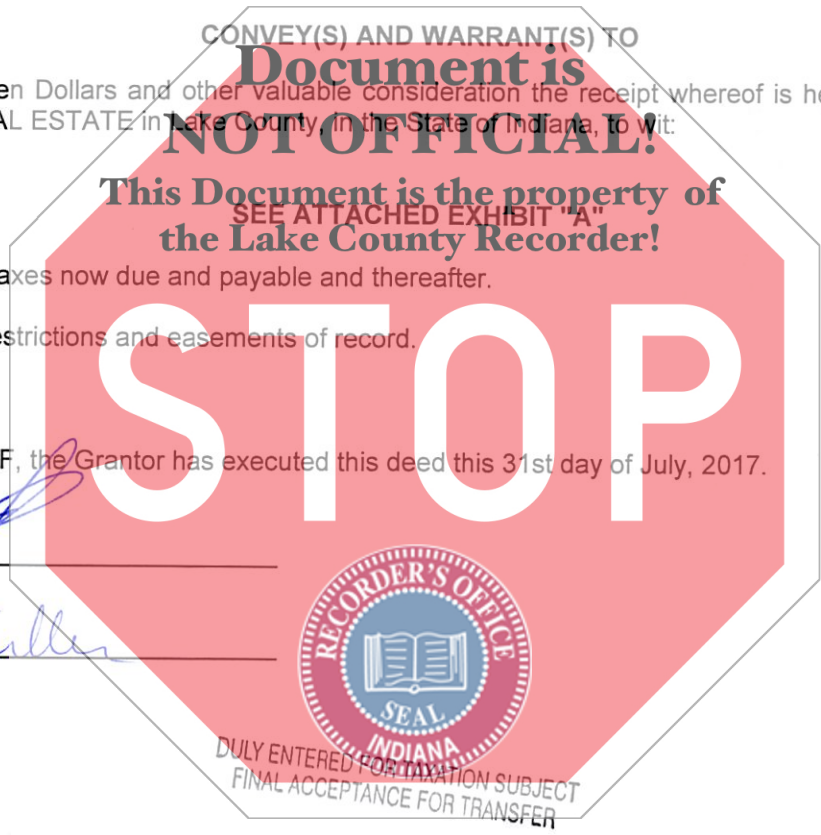 CONVEY(S) AND WARRANT(S) TO
Document is
en Dollars and other valuable consideration the receipt whereof is he
AL ESTATE in Lake County, in the State of Indiana, to wit:
NOT OFFICIAL!
This Document is the property of
SEE ATTACHED EXHIBIT "A"
the Lake County Recorder!
axes now due and payable and thereafter.
estrictions and easements of record.
STOP
F, the Grantor has executed this deed this 31st day of July, 2017.
RECORDER'S OFFICE
SEAL
INDIANA
DULY ENTERED FOR TAXATION SUBJECT
FINAL ACCEPTANCE FOR TRANSFER